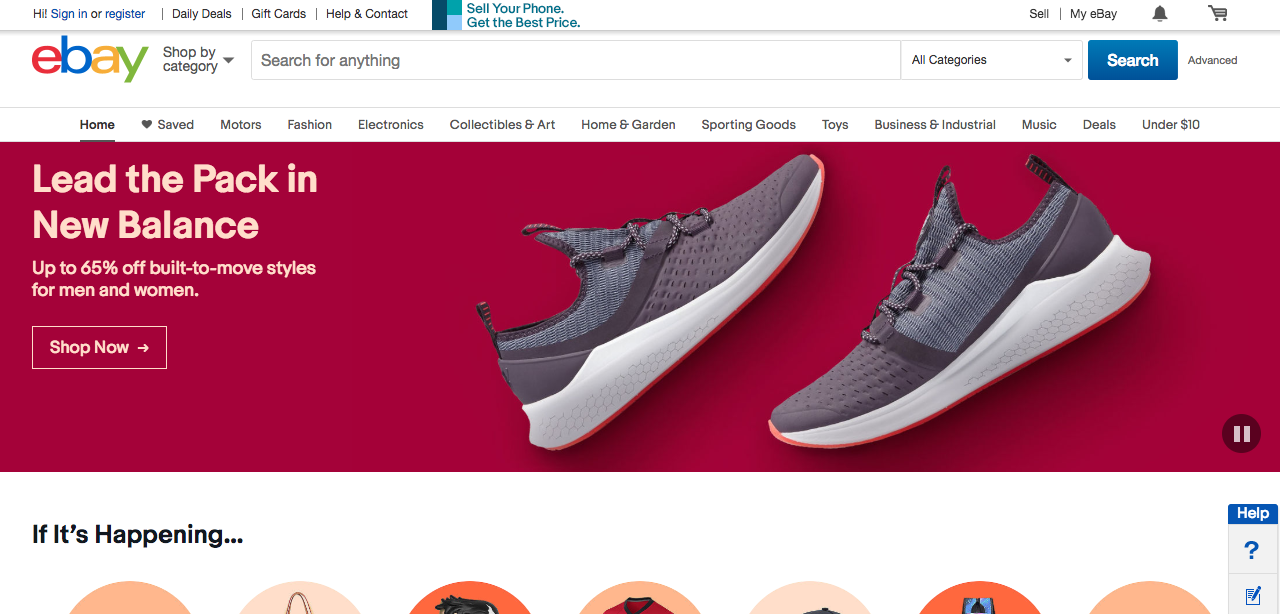 Hi! Sign in or register | Daily Deals | Gift Cards | Help & Contact
Sell Your Phone.
Get the Best Price.
Sell | My eBay
ebay
Shop by
category
Search for anything
All Categories
Search
Advanced
Home Saved Motors Fashion Electronics Collectibles & Art Home & Garden Sporting Goods Toys Business & Industrial Music Deals Under $10
Lead the Pack in
New Balance
Up to 65% off built-to-move styles
for men and women.
Shop Now →
If It's Happening...
Help
?